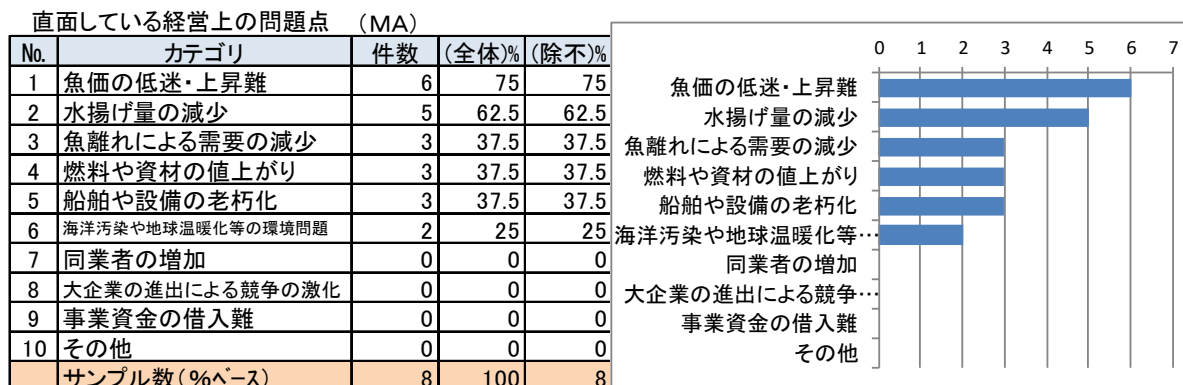 直面している経営上の問題点 (MA)
No. カテゴリ 件数 (全体)% (除不)%
1 魚価の低迷・上昇難 6 75 75
2 水揚げ量の減少 5 62.5 62.5
3 魚離れによる需要の減少 3 37.5 37.5
4 燃料や資材の値上がり 3 37.5 37.5
5 船舶や設備の老朽化 3 37.5 37.5
6 海洋汚染や地球温暖化等の環境問題 2 25 25
7 同業者の増加 0 0 0
8 大企業の進出による競争の激化 0 0 0
9 事業資金の借入難 0 0 0
10 その他 0 0 0
サンプル数(%ベース) 8 100 8
0 1 2 3 4 5 6 7
魚価の低迷・上昇難
水揚げ量の減少
魚離れによる需要の減少
燃料や資材の値上がり
船舶や設備の老朽化
海洋汚染や地球温暖化等…
同業者の増加
大企業の進出による競争…
事業資金の借入難
その他